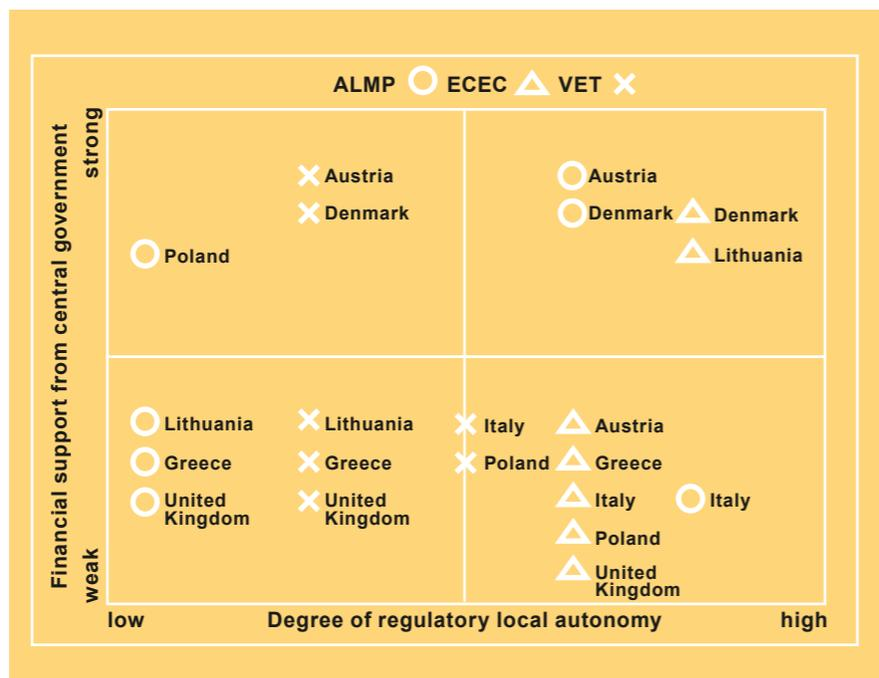 ALMP ECEC VET
Financial support from central government
strong
weak
Austria
Denmark
Poland
Austria
Denmark
Denmark
Lithuania
Lithuania
Greece
United
Kingdom
Lithuania
Greece
United
Kingdom
Italy
Poland
Austria
Greece
Italy
Poland
United
Kingdom
Italy
low
Degree of regulatory local autonomy
high